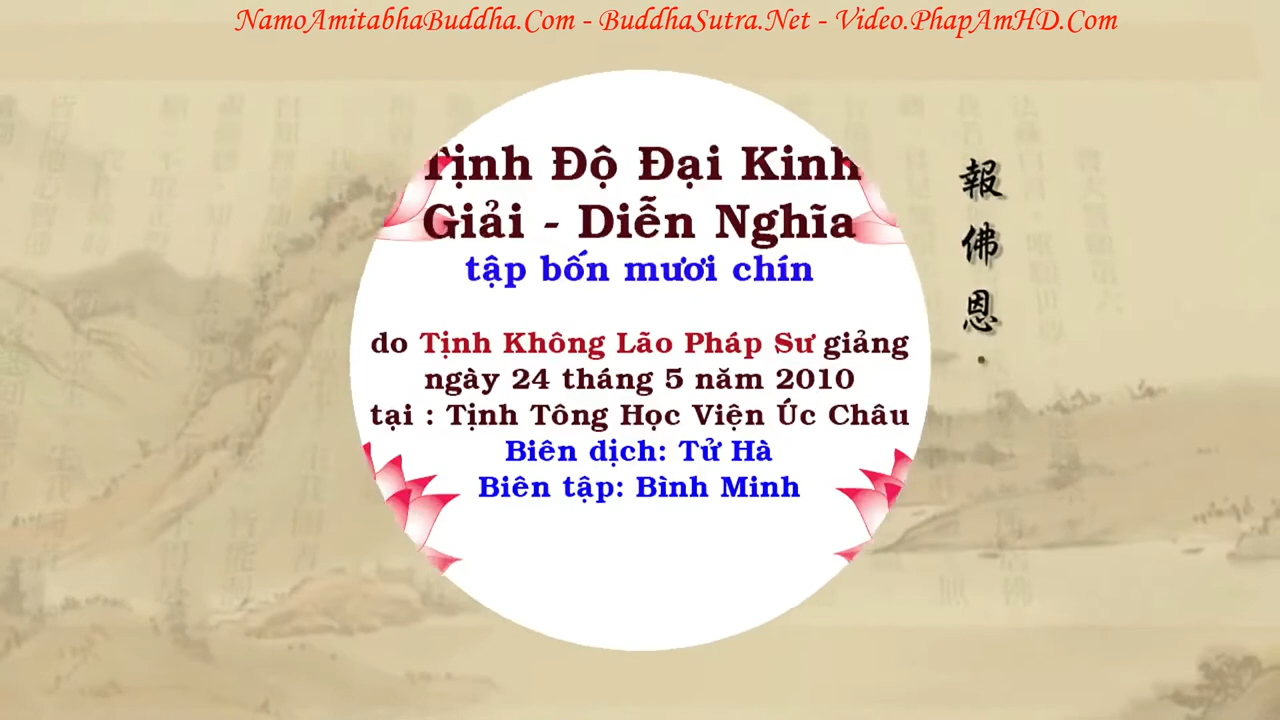 NamoAmitabhaBuddha.Com - BuddhaSutra.Net - Video.PhapAmHD.Com
Tịnh Độ Đại Kinh
Giải - Diễn Nghĩa
tập bốn mươi chín
do Tịnh Không Lão Pháp Sư giảng
ngày 24 tháng 5 năm 2010
tại : Tịnh Tông Học Viện Úc Châu
Biên dịch: Tử Hà
Biên tập: Bình Minh
報佛恩